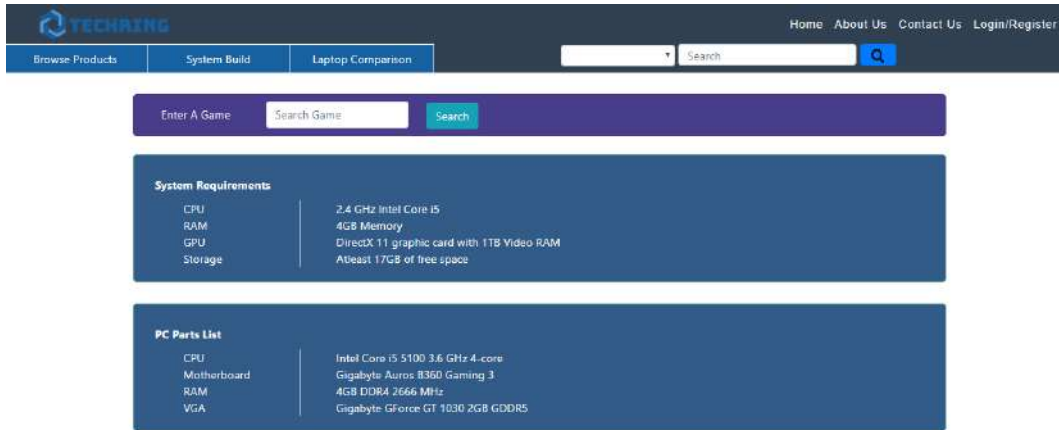 TECHRING
Home About Us Contact Us Login/Register
Browse Products System Build Laptop Comparison Search
Enter A Game Search Game Search
System Requirements
CPU 2.4 GHz Intel Core i5
RAM 4GB Memory
GPU DirectX 11 graphic card with 1TB Video RAM
Storage Atleast 17GB of free space
PC Parts List
CPU Intel Core i5 5100 3.6 GHz 4-core
Motherboard Gigabyte Auros B360 Gaming 3
RAM 4GB DDR4 2666 MHz
VGA Gigabyte GForce GT 1030 2GB GDDR5